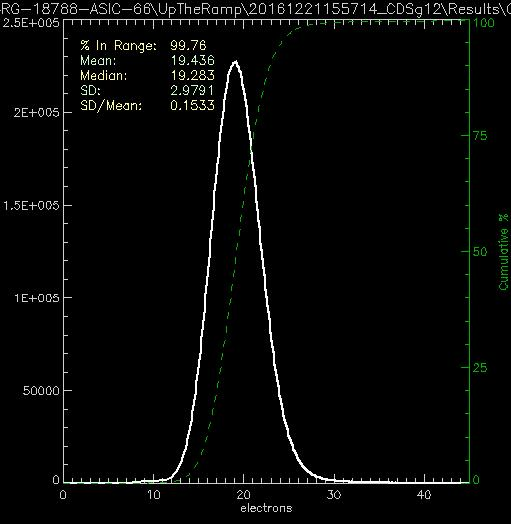 RG-18788-ASIC-66\UpTheRamp\20161221155714_CDSg12\Results\
% In Range: 99.76
Mean: 19.436
Median: 19.283
SD: 2.9791
SD/Mean: 0.1533
2.5E+005
2E+005
1.5E+005
1E+005
50000
0
100
75
50
25
0
Cumulative %
0 10 20 30 40
electrons